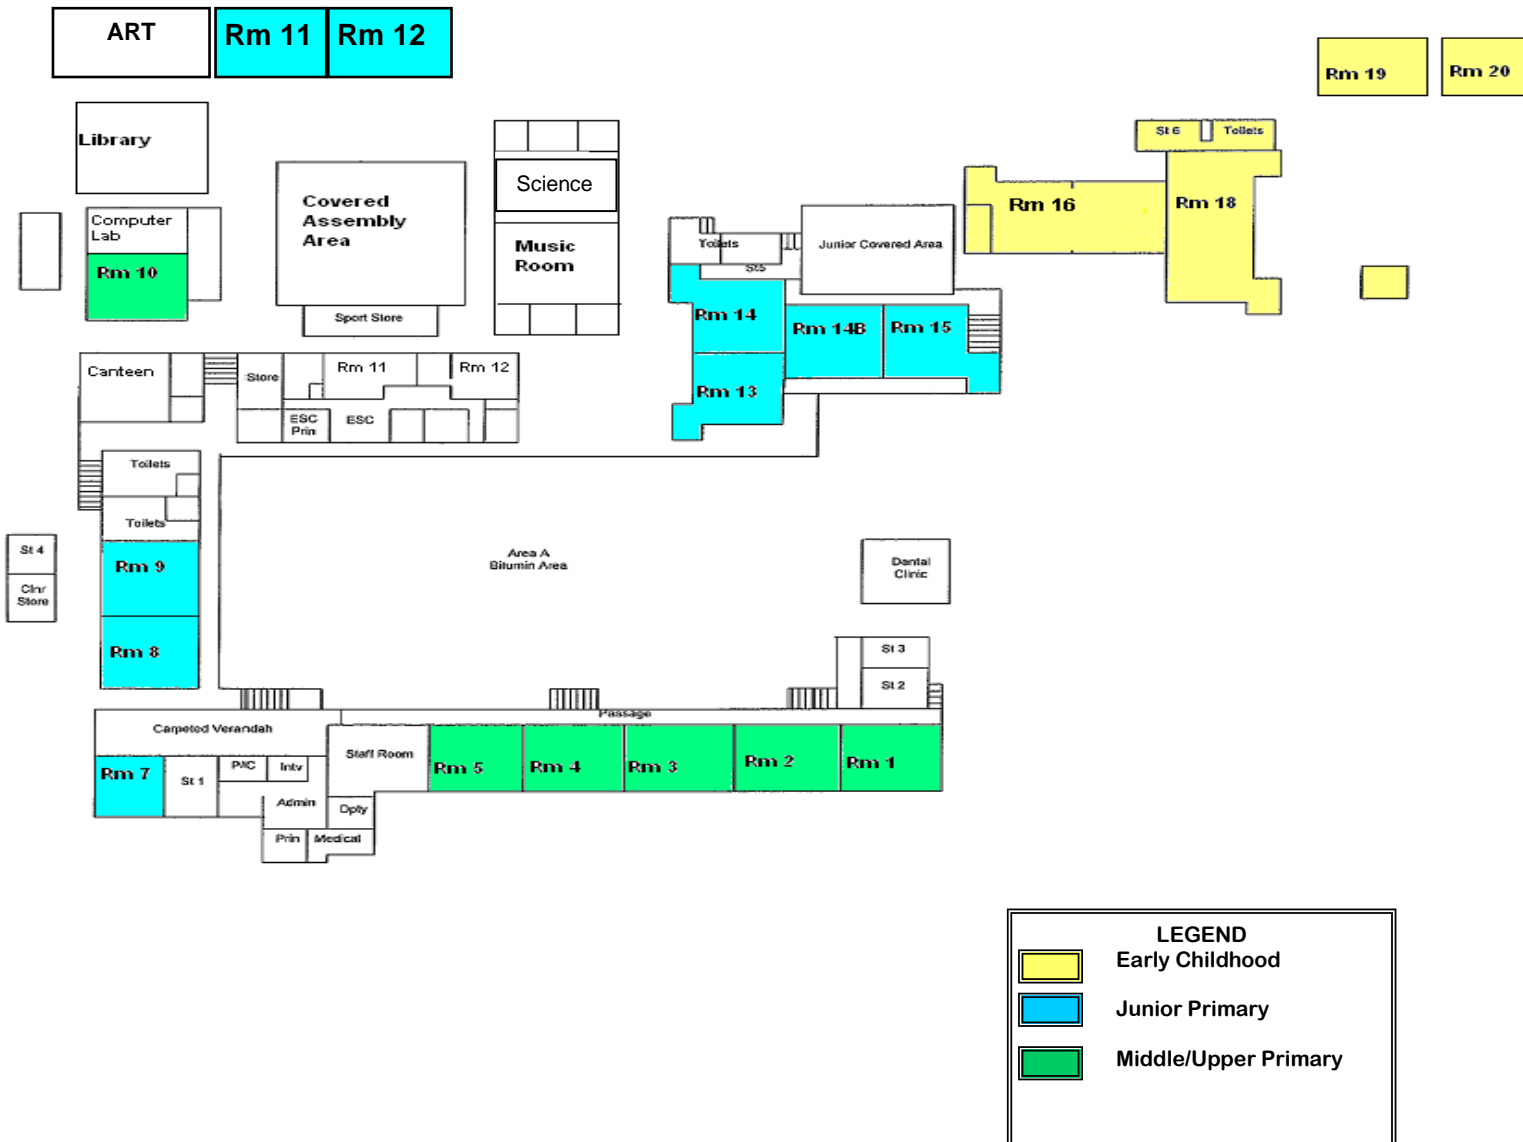 ART
Rm 11
Rm 12
Rm 19
Rm 20
Library
St 6
Toilets
Science
Covered
Assembly
Area
Rm 16
Rm 18
Computer
Lab
Music
Room
Toilets
Junior Covered Area
St5
Rm 10
Sport Store
Rm 14
Rm 14B
Rm 15
Canteen
Store
Rm 11
Rm 12
Rm 13
ESC
Prin
ESC
Toilets
Toilets
St 4
Clnr
Store
Rm 9
Area A
Bitumin Area
Dental
Clinic
Rm 8
St 3
St 2
Passage
Carpeted Verandah
Staff Room
Rm 5
Rm 4
Rm 3
Rm 2
Rm 1
Rm 7
St 1
P/C
Intv
Admin
Dpty
Prin
Medical
LEGEND
Early Childhood
Junior Primary
Middle/Upper Primary